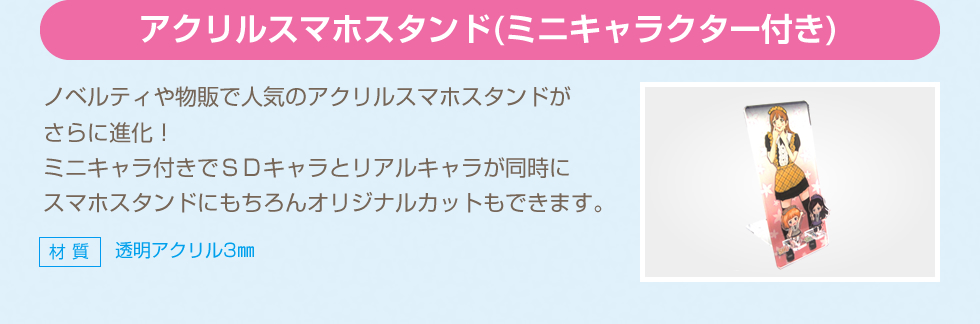 アクリルスマホスタンド(ミニキャラクター付き)
ノベルティや物販で人気のアクリルスマホスタンドが
さらに進化！
ミニキャラ付きでＳＤキャラとリアルキャラが同時に
スマホスタンドにもちろんオリジナルカットもできます。
材質 透明アクリル3㎜